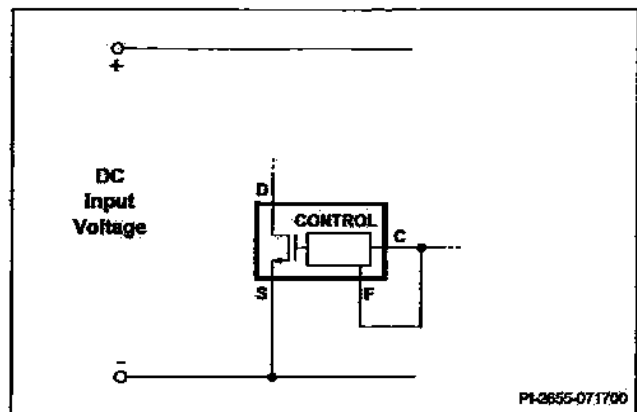 +
DC
Input
Voltage
D
CONTROL
C
S
F
-
PI-2655-071700